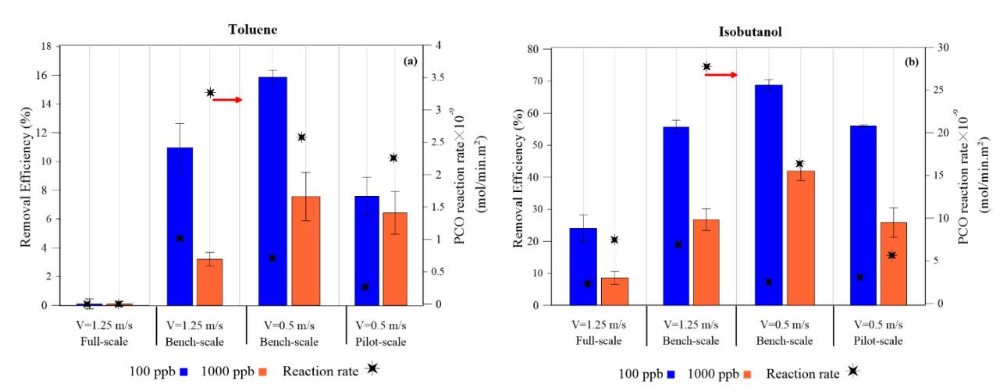 Toluene
(a)
Removal Efficiency (%)
18
16
14
12
10
8
6
4
2
0
4
3.5
3
2.5
2
1.5
1
0.5
0
PCO reaction rate×10⁻⁹
(mol/min.m²)
V=1.25 m/s V=1.25 m/s V=0.5 m/s V=0.5 m/s
Full-scale Bench-scale Bench-scale Pilot-scale
100 ppb 1000 ppb Reaction rate
Isobutanol
(b)
Removal Efficiency (%)
80
70
60
50
40
30
20
10
0
30
25
20
15
10
5
0
PCO reaction rate×10⁻⁹
(mol/min.m²)
V=1.25 m/s V=1.25 m/s V=0.5 m/s V=0.5 m/s
Full-scale Bench-scale Bench-scale Pilot-scale
100 ppb 1000 ppb Reaction rate